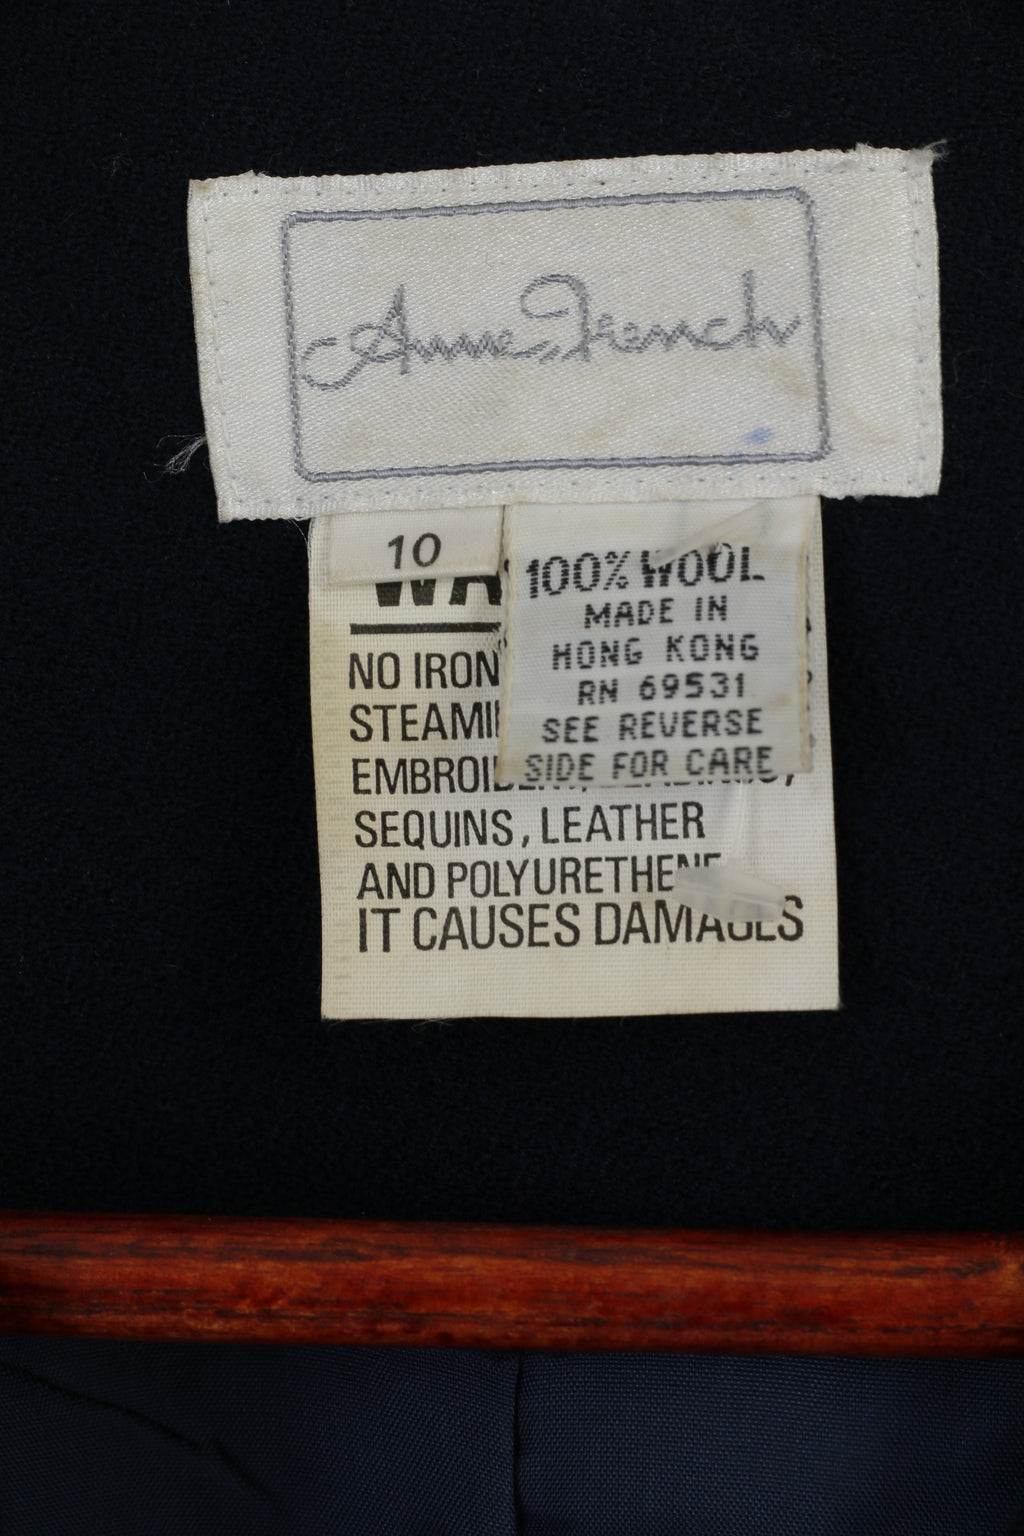 Anne French
10
100% WOOL
MADE IN
HONG KONG
RN 69531
SEE REVERSE
SIDE FOR CARE
NO IRON
SEQUINS, LEATHER
AND POLYURETHENE
IT CAUSES DAMAGES